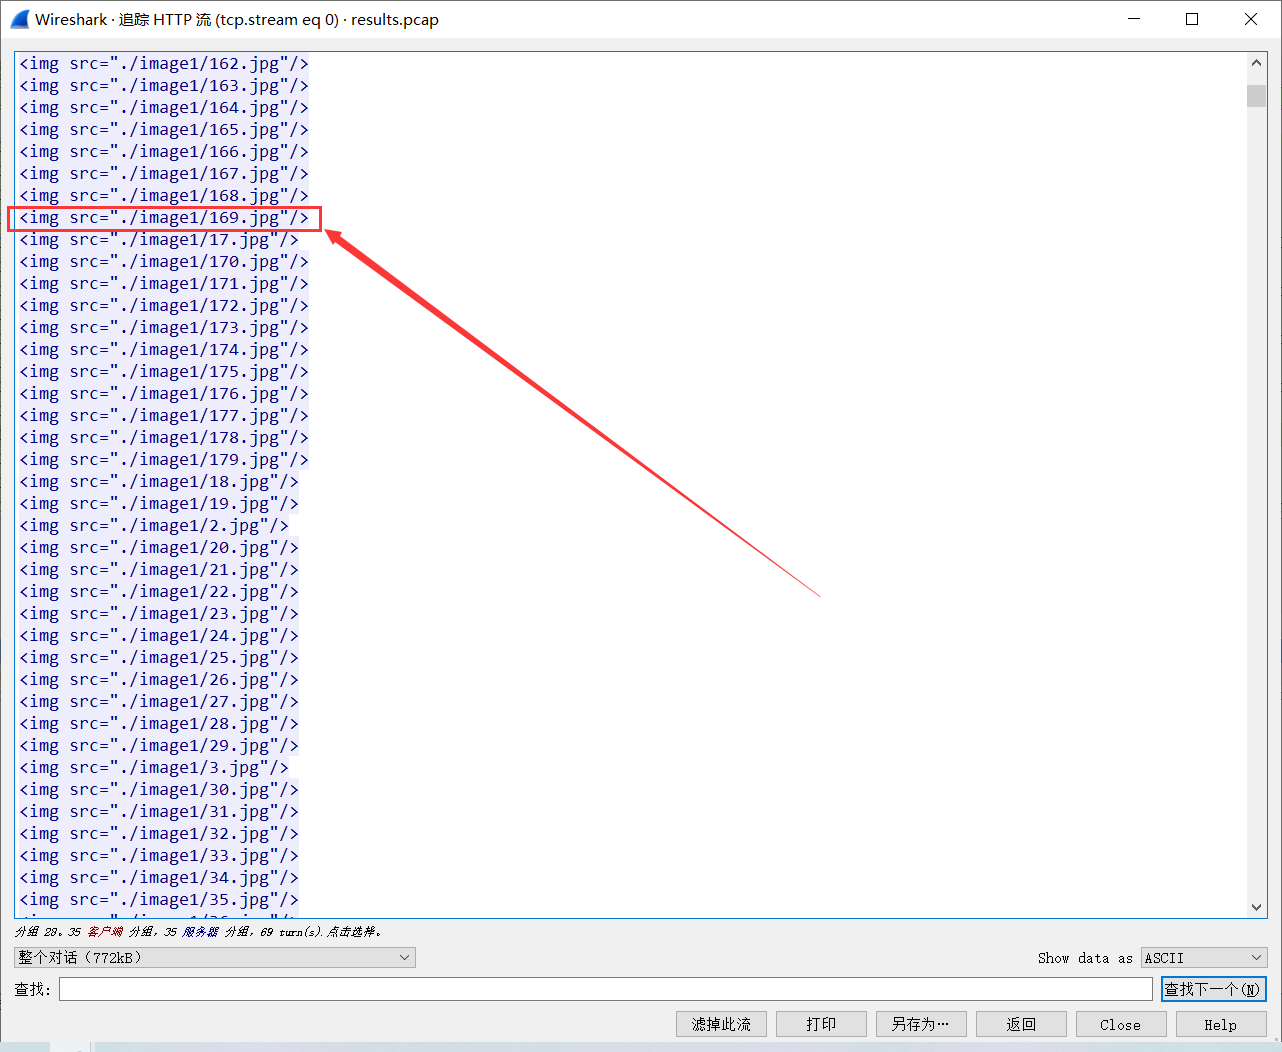 Wireshark · 追踪 HTTP 流 (tcp.stream eq 0) · results.pcap
<img src="./image1/162.jpg"/>
<img src="./image1/163.jpg"/>
<img src="./image1/164.jpg"/>
<img src="./image1/165.jpg"/>
<img src="./image1/166.jpg"/>
<img src="./image1/167.jpg"/>
<img src="./image1/168.jpg"/>
<img src="./image1/169.jpg"/>
<img src="./image1/17.jpg"/>
<img src="./image1/170.jpg"/>
<img src="./image1/171.jpg"/>
<img src="./image1/172.jpg"/>
<img src="./image1/173.jpg"/>
<img src="./image1/174.jpg"/>
<img src="./image1/175.jpg"/>
<img src="./image1/176.jpg"/>
<img src="./image1/177.jpg"/>
<img src="./image1/178.jpg"/>
<img src="./image1/179.jpg"/>
<img src="./image1/18.jpg"/>
<img src="./image1/19.jpg"/>
<img src="./image1/2.jpg"/>
<img src="./image1/20.jpg"/>
<img src="./image1/21.jpg"/>
<img src="./image1/22.jpg"/>
<img src="./image1/23.jpg"/>
<img src="./image1/24.jpg"/>
<img src="./image1/25.jpg"/>
<img src="./image1/26.jpg"/>
<img src="./image1/27.jpg"/>
<img src="./image1/28.jpg"/>
<img src="./image1/29.jpg"/>
<img src="./image1/3.jpg"/>
<img src="./image1/30.jpg"/>
<img src="./image1/31.jpg"/>
<img src="./image1/32.jpg"/>
<img src="./image1/33.jpg"/>
<img src="./image1/34.jpg"/>
<img src="./image1/35.jpg"/>
分组 28。35 客户端 分组，35 服务器 分组，69 turn(s).点击选择。
整个对话（772kB） Show data as ASCII
查找: 查找下一个(N)
滤掉此流 打印 另存为… 返回 Close Help